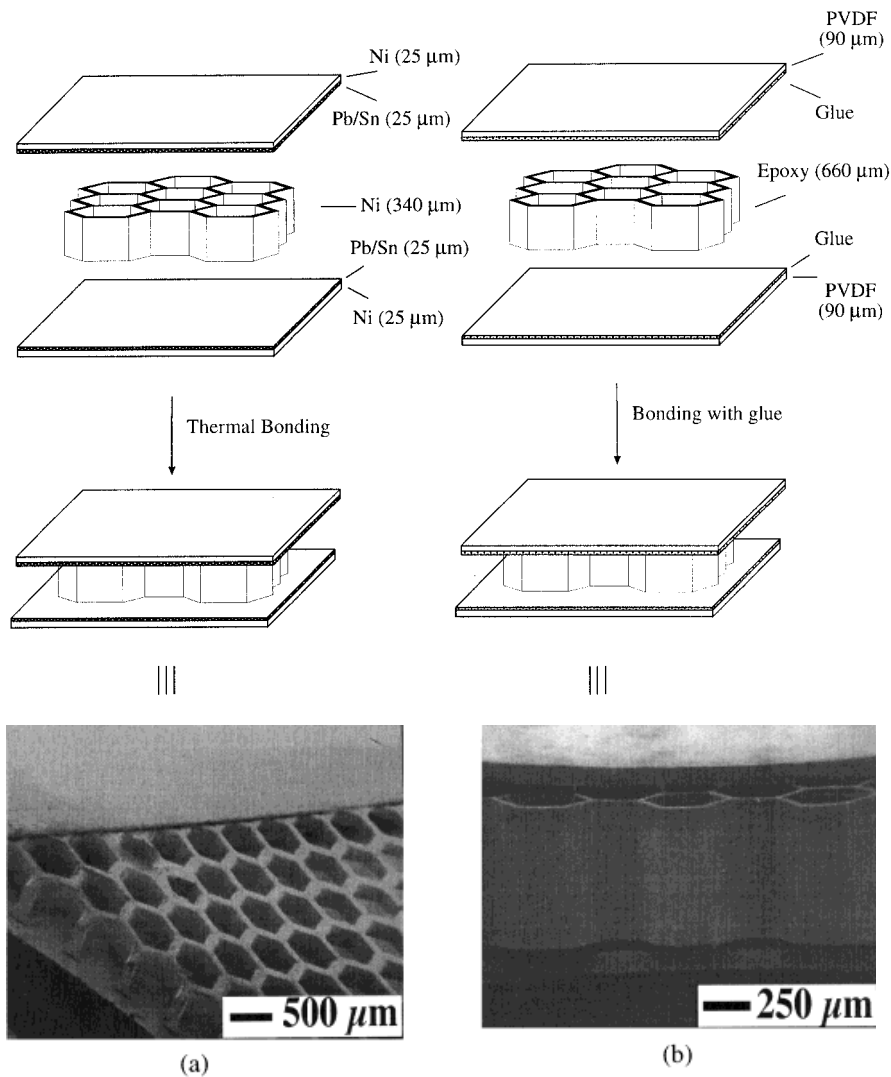 Ni (25 μm)
Pb/Sn (25 μm)
Ni (340 μm)
Pb/Sn (25 μm)
Ni (25 μm)
Thermal Bonding
500 μm
(a)
PVDF
(90 μm)
Glue
Epoxy (660 μm)
Glue
PVDF
(90 μm)
Bonding with glue
250 μm
(b)